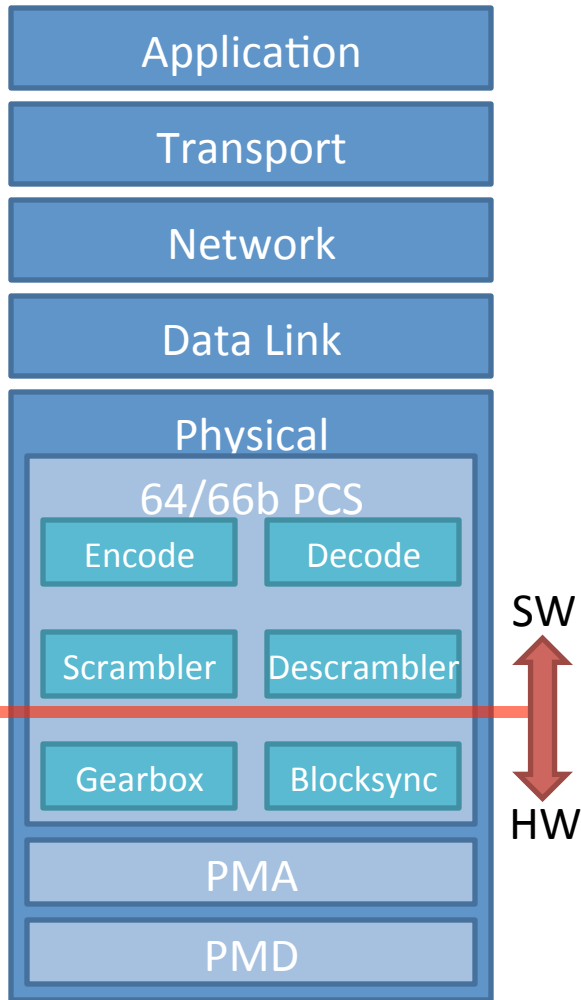 Application
Transport
Network
Data Link
Physical
64/66b PCS
Encode Decode
SW
Scrambler Descrambler
Gearbox Blocksync
HW
PMA
PMD